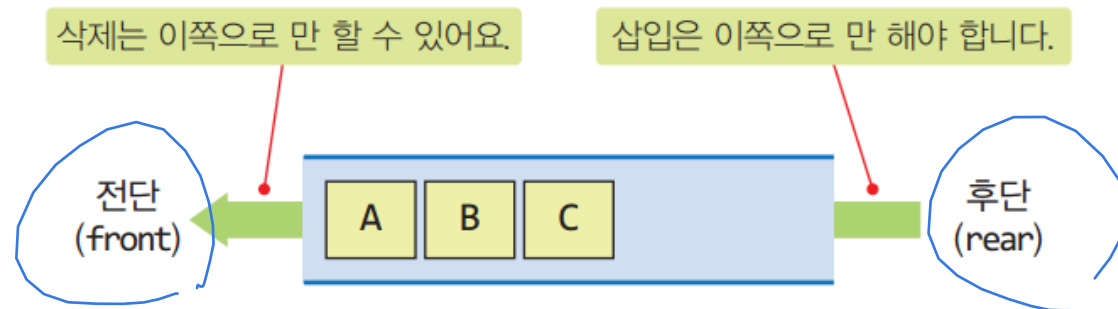 삭제는 이쪽으로 만 할 수 있어요.
삽입은 이쪽으로 만 해야 합니다.
전단
(front)
A B C
후단
(rear)